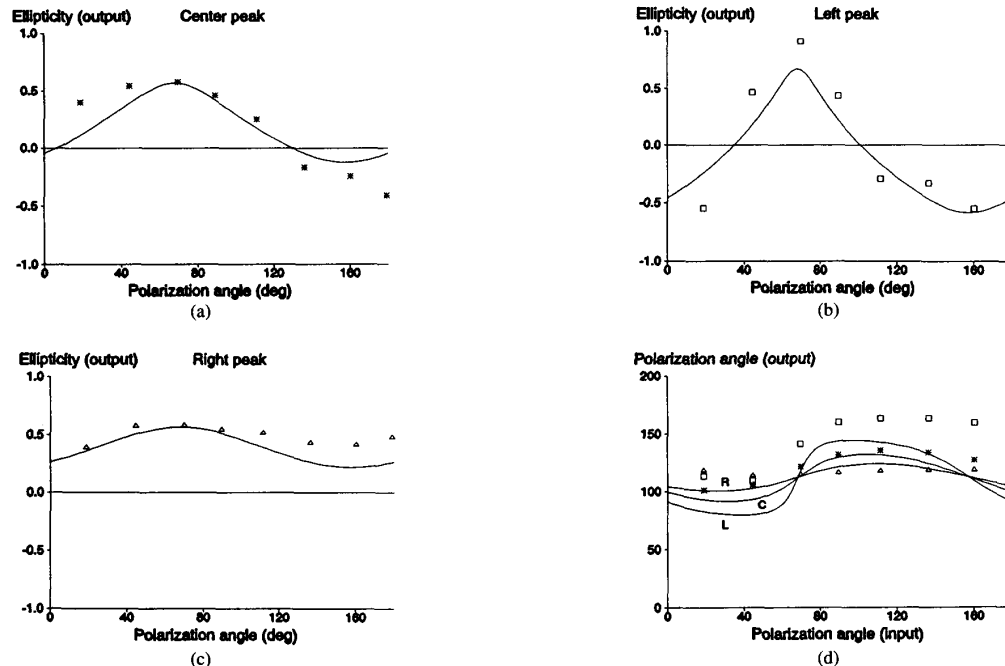 Ellipticity (output) Center peak
1.0
0.5
0.0
-0.5
-1.0
0 40 80 120 160
Polarization angle (deg)
(a)
Ellipticity (output) Left peak
1.0
0.5
0.0
-0.5
-1.0
0 40 80 120 160
Polarization angle (deg)
(b)
Ellipticity (output) Right peak
1.0
0.5
0.0
-0.5
-1.0
0 40 80 120 160
Polarization angle (deg)
(c)
Polarization angle (output)
200
150
100
50
0
R
C
L
0 40 80 120 160
Polarization angle (input)
(d)